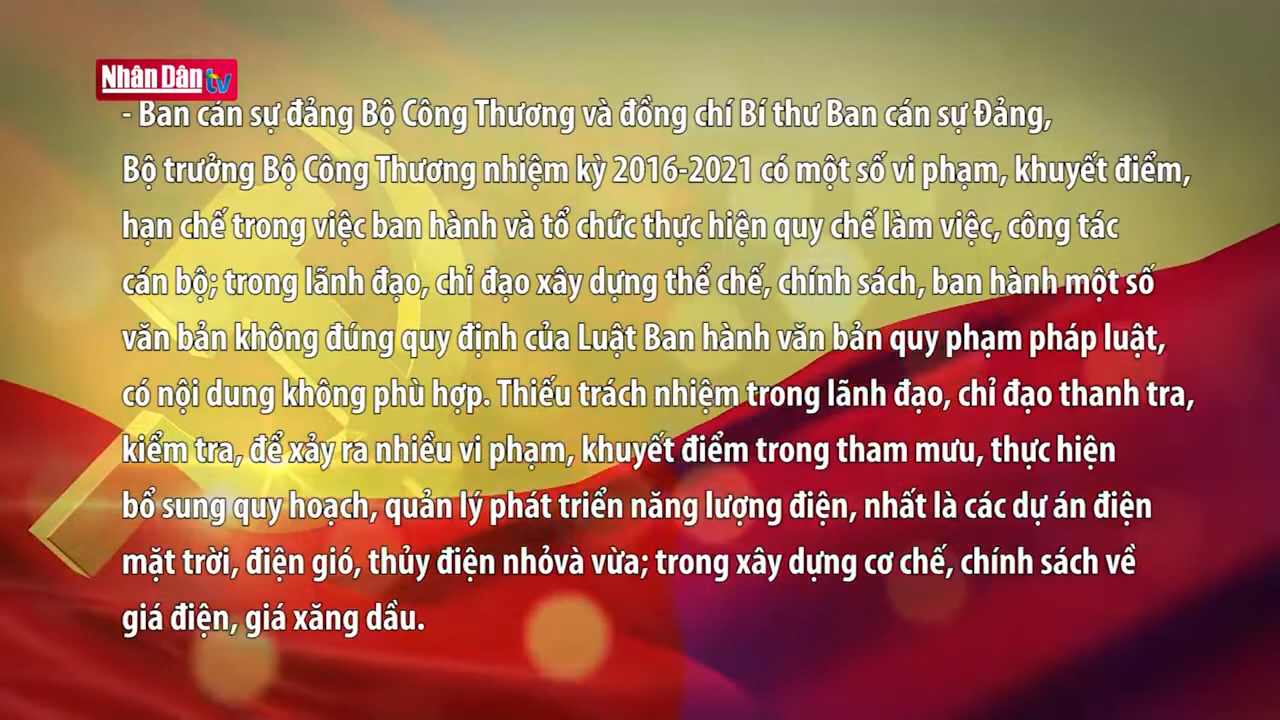 Nhân Dân tv
- Ban cán sự đảng Bộ Công Thương và đồng chí Bí thư Ban cán sự Đảng,
Bộ trưởng Bộ Công Thương nhiệm kỳ 2016-2021 có một số vi phạm, khuyết điểm,
hạn chế trong việc ban hành và tổ chức thực hiện quy chế làm việc, công tác
cán bộ; trong lãnh đạo, chỉ đạo xây dựng thể chế, chính sách, ban hành một số
văn bản không đúng quy định của Luật Ban hành văn bản quy phạm pháp luật,
có nội dung không phù hợp. Thiếu trách nhiệm trong lãnh đạo, chỉ đạo thanh tra,
kiểm tra, để xảy ra nhiều vi phạm, khuyết điểm trong tham mưu, thực hiện
bổ sung quy hoạch, quản lý phát triển năng lượng điện, nhất là các dự án điện
mặt trời, điện gió, thủy điện nhỏvà vừa; trong xây dựng cơ chế, chính sách về
giá điện, giá xăng dầu.